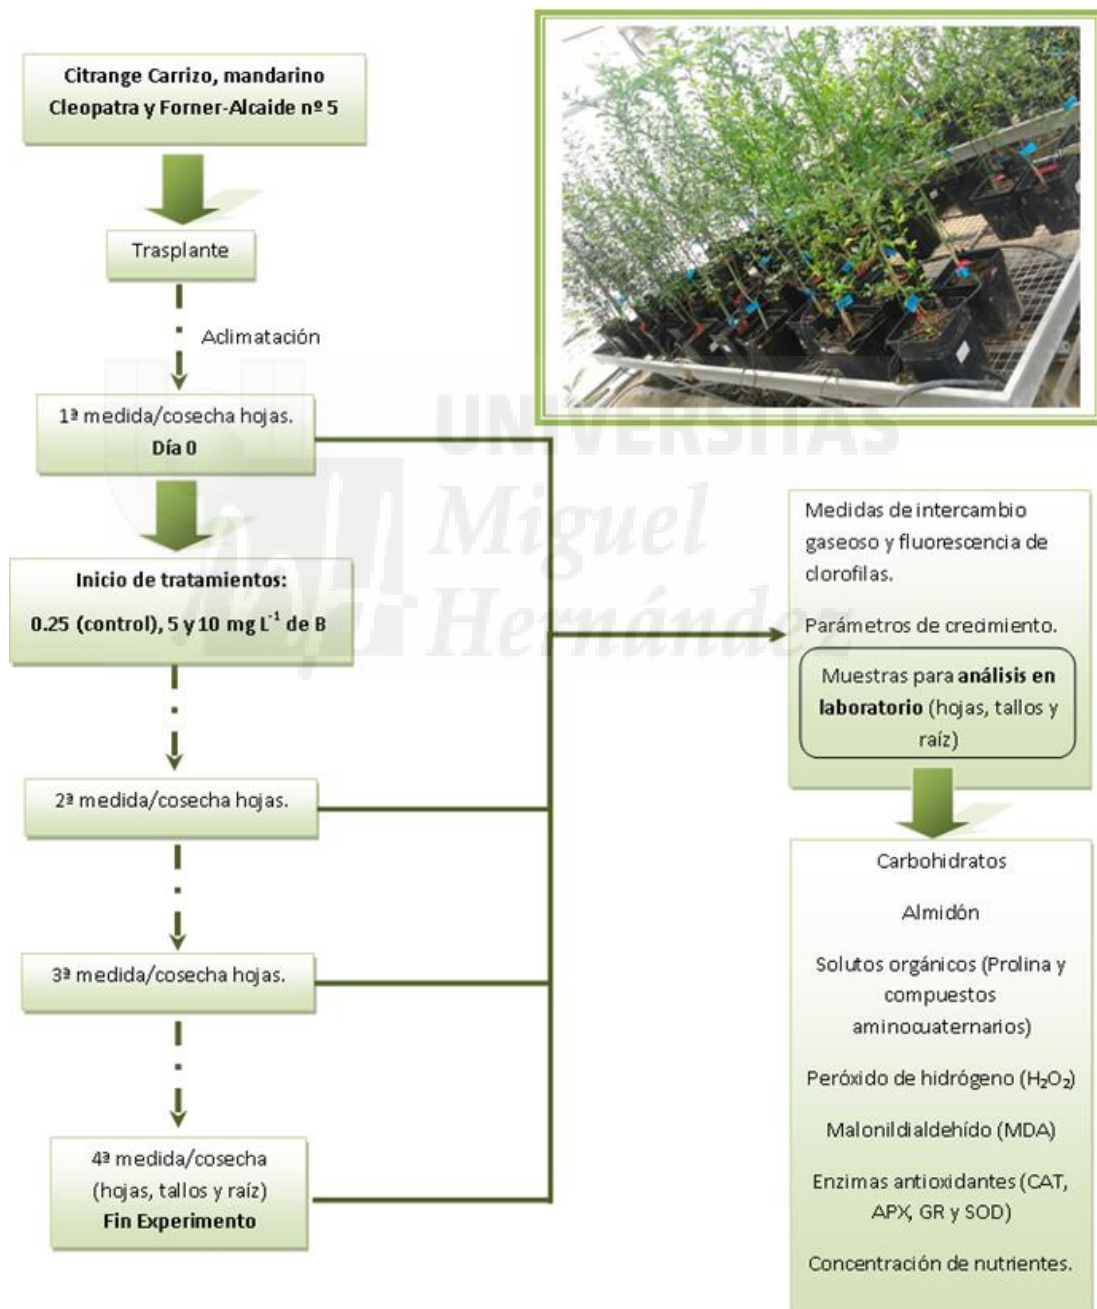 Citrange Carrizo, mandarino
Cleopatra y Forner-Alcaide nº 5
Trasplante
Aclimatación
1ª medida/cosecha hojas.
Día 0
Inicio de tratamientos:
0.25 (control), 5 y 10 mg L⁻¹ de B
2ª medida/cosecha hojas.
3ª medida/cosecha hojas.
4ª medida/cosecha
(hojas, tallos y raíz)
Fin Experimento
UNIVERSITAS
Miguel
Hernández
Medidas de intercambio
gaseoso y fluorescencia de
clorofilas.
Parámetros de crecimiento.
Muestras para análisis en
laboratorio (hojas, tallos y
raíz)
Carbohidratos
Almidón
Solutos orgánicos (Prolina y
compuestos
aminocuaternarios)
Peróxido de hidrógeno (H₂O₂)
Malonildialdehído (MDA)
Enzimas antioxidantes (CAT,
APX, GR y SOD)
Concentración de nutrientes.